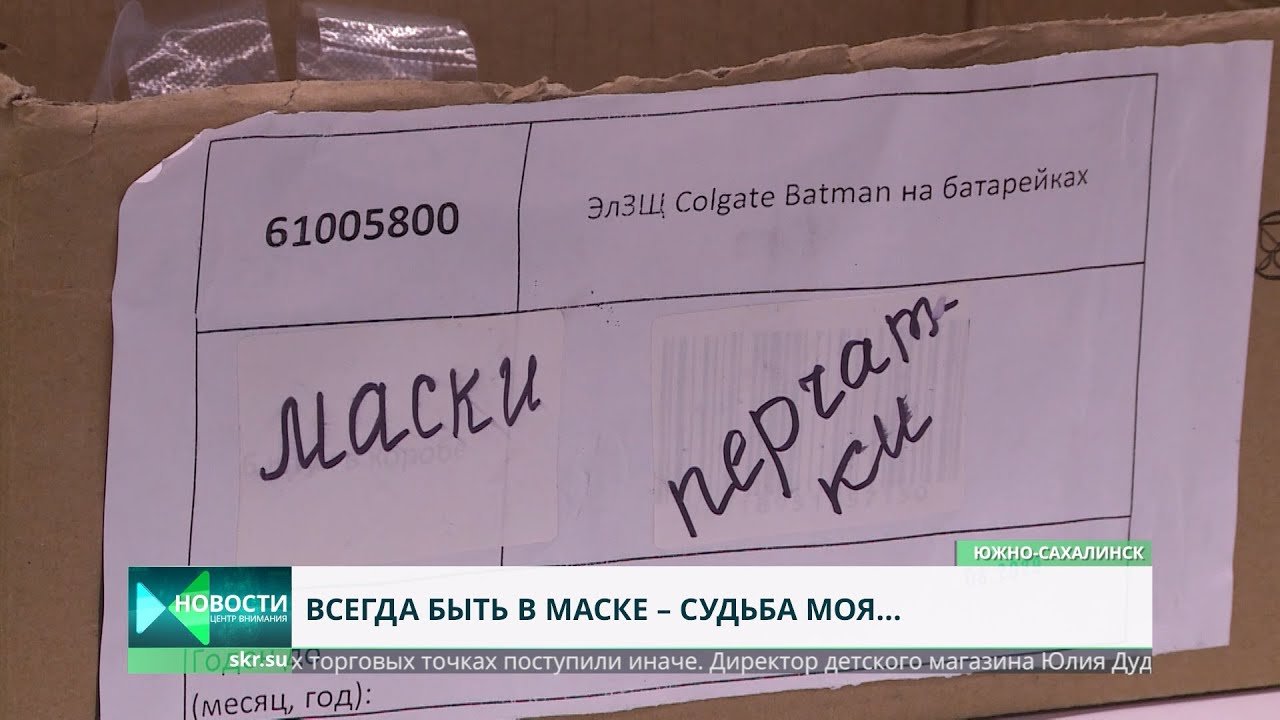 61005800
ЭлЗЩ Colgate Batman на батарейках
маски
перчат-
ки
ЮЖНО-САХАЛИНСК
НОВОСТИ
ЦЕНТР ВНИМАНИЯ
ВСЕГДА БЫТЬ В МАСКЕ – СУДЬБА МОЯ...
skr.su
х торговых точках поступили иначе. Директор детского магазина Юлия Дуд
(месяц, год):